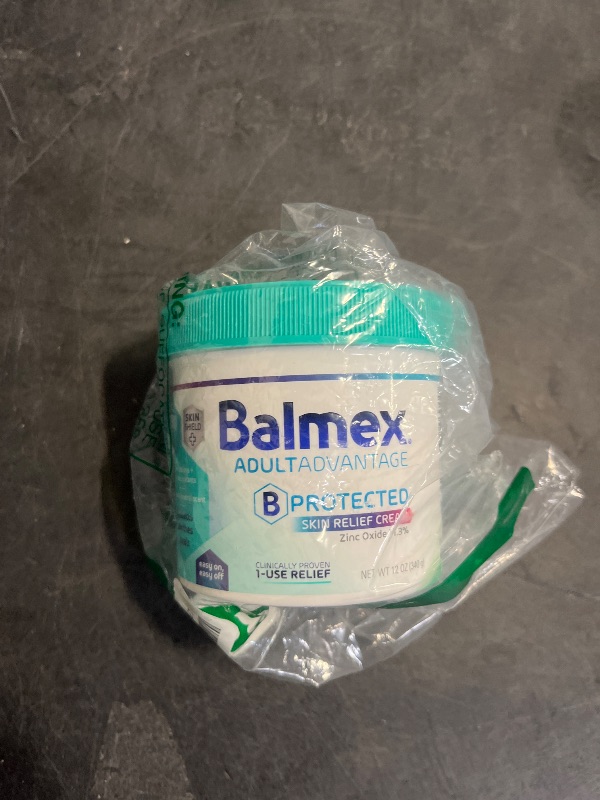 SKIN
SHIELD
Balmex.
ADULTADVANTAGE
B PROTECTED
SKIN RELIEF CREAM
Zinc Oxide
easy on,
easy off
CLINICALLY PROVEN
1-USE RELIEF
NET WT 12 OZ (340 g)